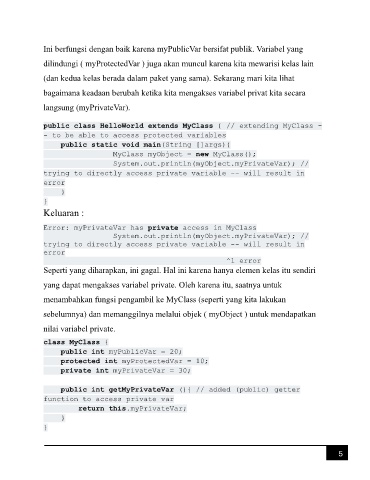 Ini berfungsi dengan baik karena myPublicVar bersifat publik. Variabel yang
dilindungi ( myProtectedVar ) juga akan muncul karena kita mewarisi kelas lain
(dan kedua kelas berada dalam paket yang sama). Sekarang mari kita lihat
bagaimana keadaan berubah ketika kita mengakses variabel privat kita secara
langsung (myPrivateVar).
public class HelloWorld extends MyClass { // extending MyClass -
- to be able to access protected variables
public static void main(String []args){
MyClass myObject = new MyClass();
System.out.println(myObject.myPrivateVar); //
trying to directly access private variable -- will result in
error
}
}
Keluaran :
Error: myPrivateVar has private access in MyClass
System.out.println(myObject.myPrivateVar); //
trying to directly access private variable -- will result in
error
^1 error
Seperti yang diharapkan, ini gagal. Hal ini karena hanya elemen kelas itu sendiri
yang dapat mengakses variabel private. Oleh karena itu, saatnya untuk
menambahkan fungsi pengambil ke MyClass (seperti yang kita lakukan
sebelumnya) dan memanggilnya melalui objek ( myObject ) untuk mendapatkan
nilai variabel private.
class MyClass {
public int myPublicVar = 20;
protected int myProtectedVar = 10;
private int myPrivateVar = 30;
public int getMyPrivateVar (){ // added (public) getter
function to access private var
return this.myPrivateVar;
}
}
5